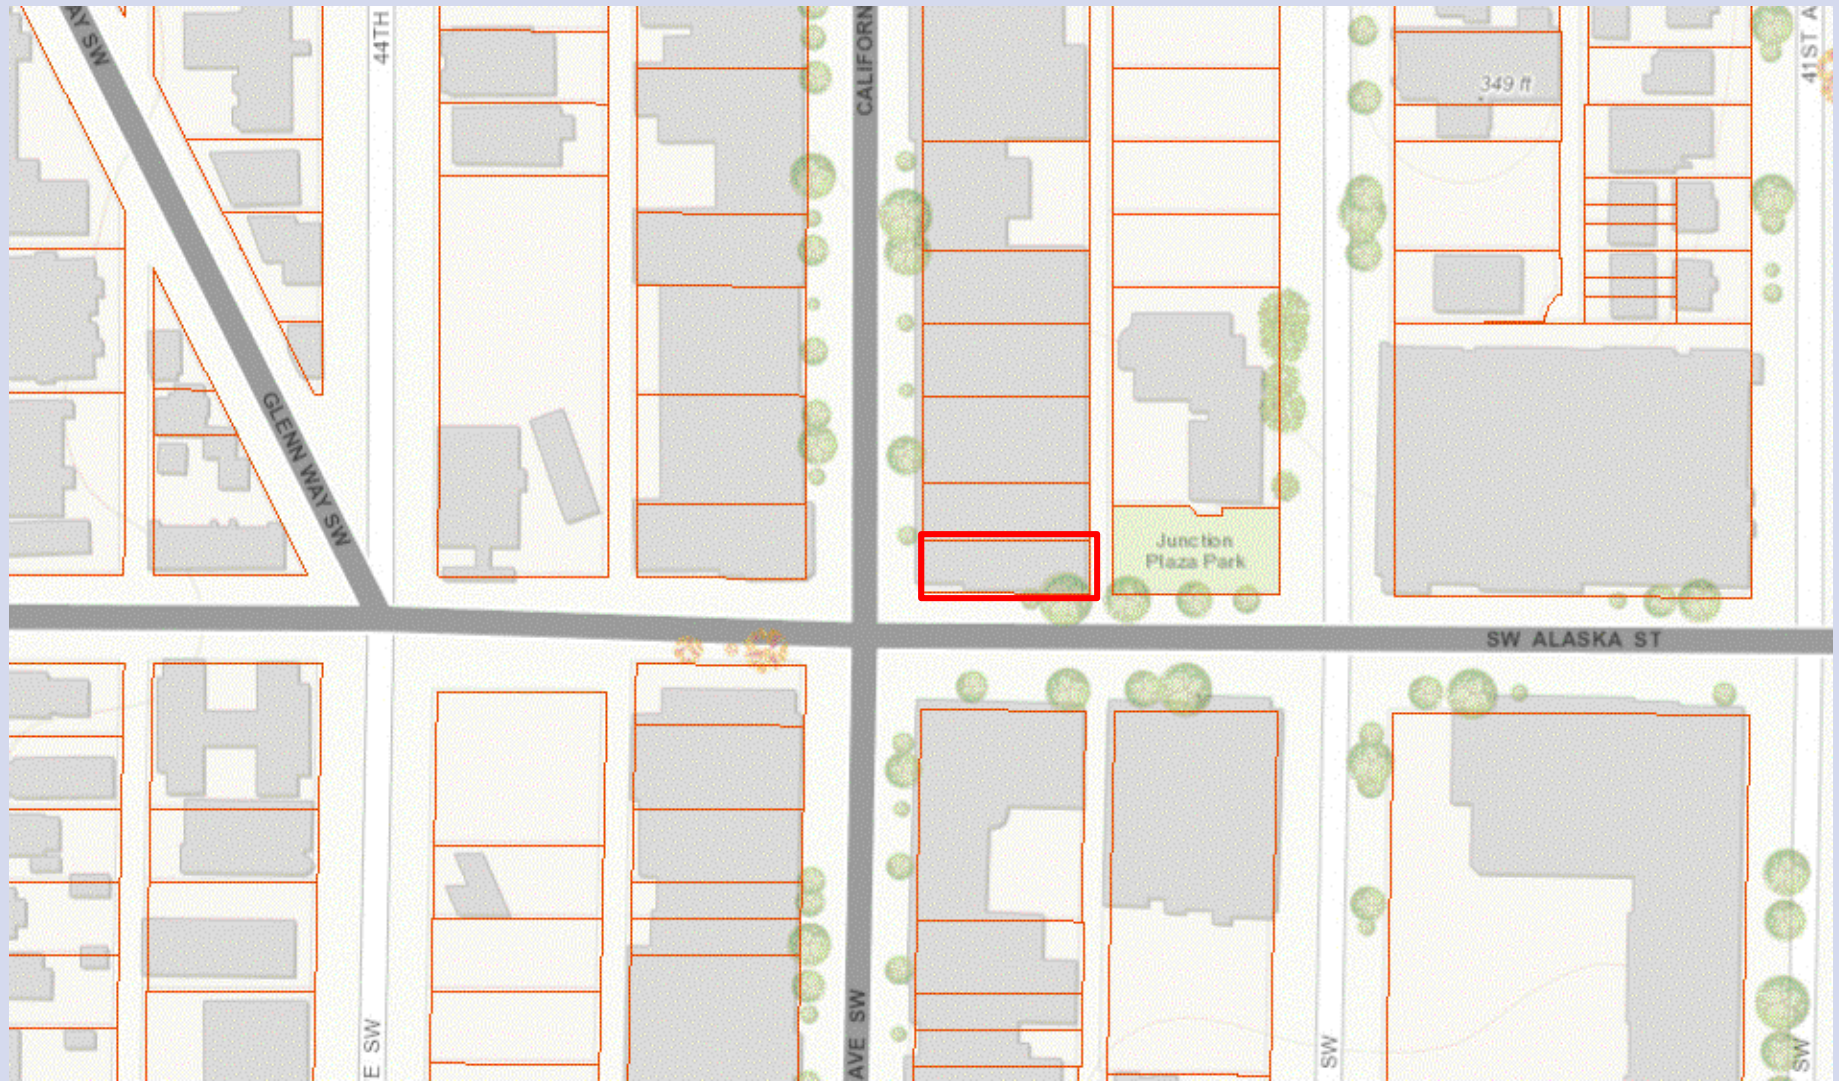 AY SW
44TH
CALIFORN
349 ft
41ST A
GLENN WAY SW
Junction
Plaza Park
SW ALASKA ST
E SW
AVE SW
SW
SW